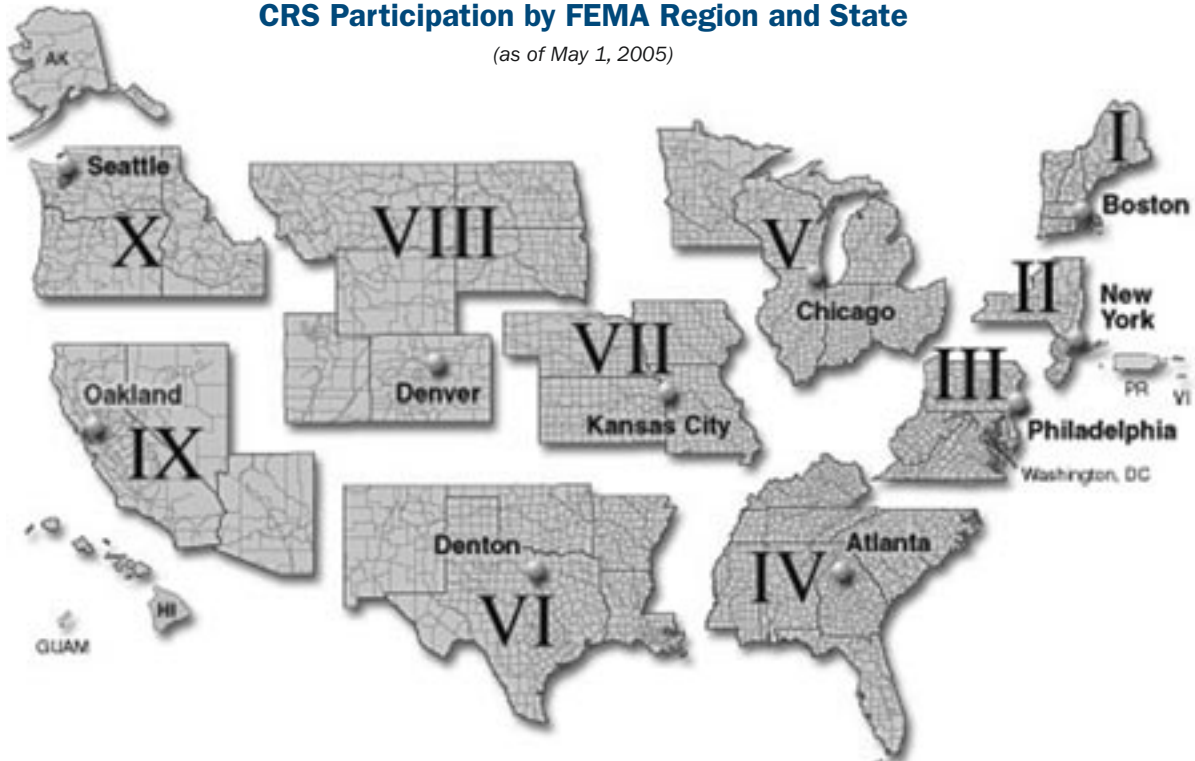 CRS Participation by FEMA Region and State
(as of May 1, 2005)
AK
Seattle
X
VIII
V
Chicago
I
Boston
II
New
York
PR
VI
III
Philadelphia
Washington, DC
VII
Kansas City
Denver
Oakland
IX
HI
GUAM
Denton
VI
IV
Atlanta